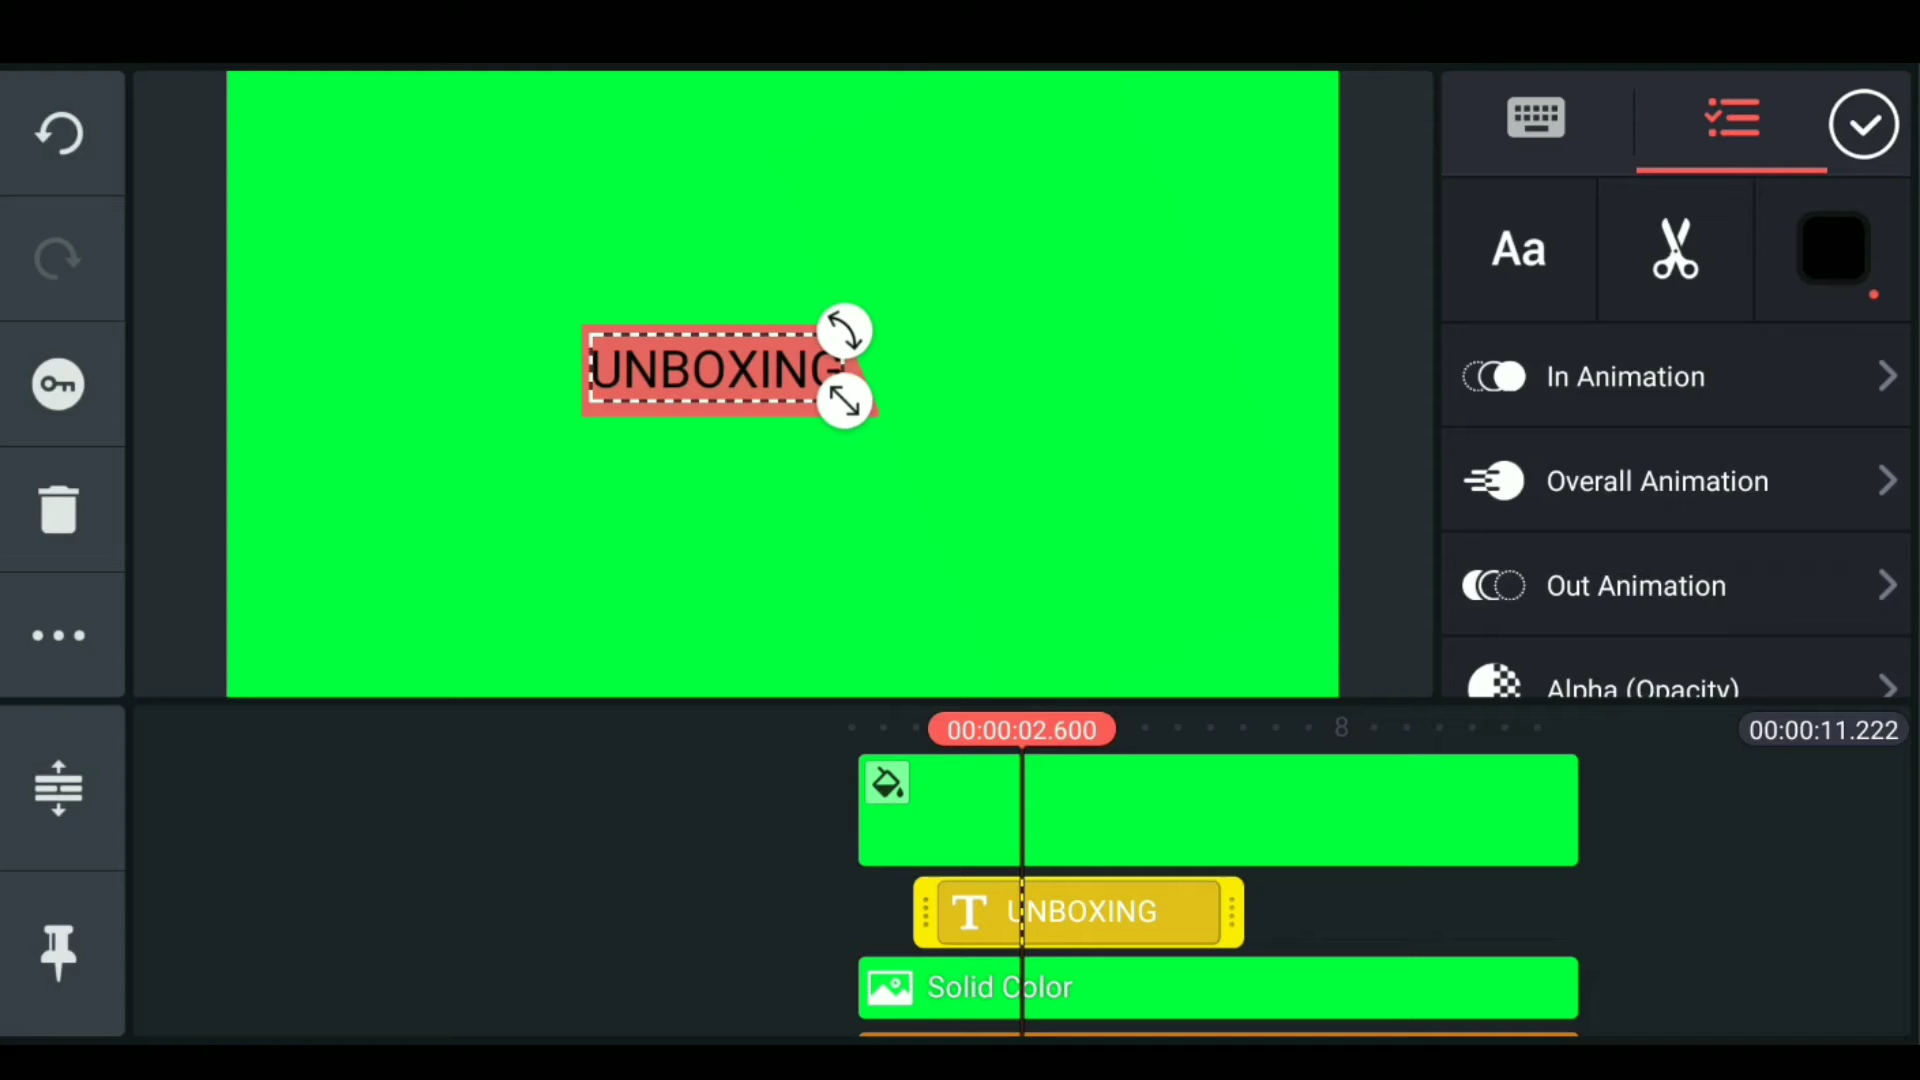 UNBOXING
Aa
In Animation
Overall Animation
Out Animation
Alpha (Opacity)
00:00:02.600
8
00:00:11.222
T UNBOXING
Solid Color